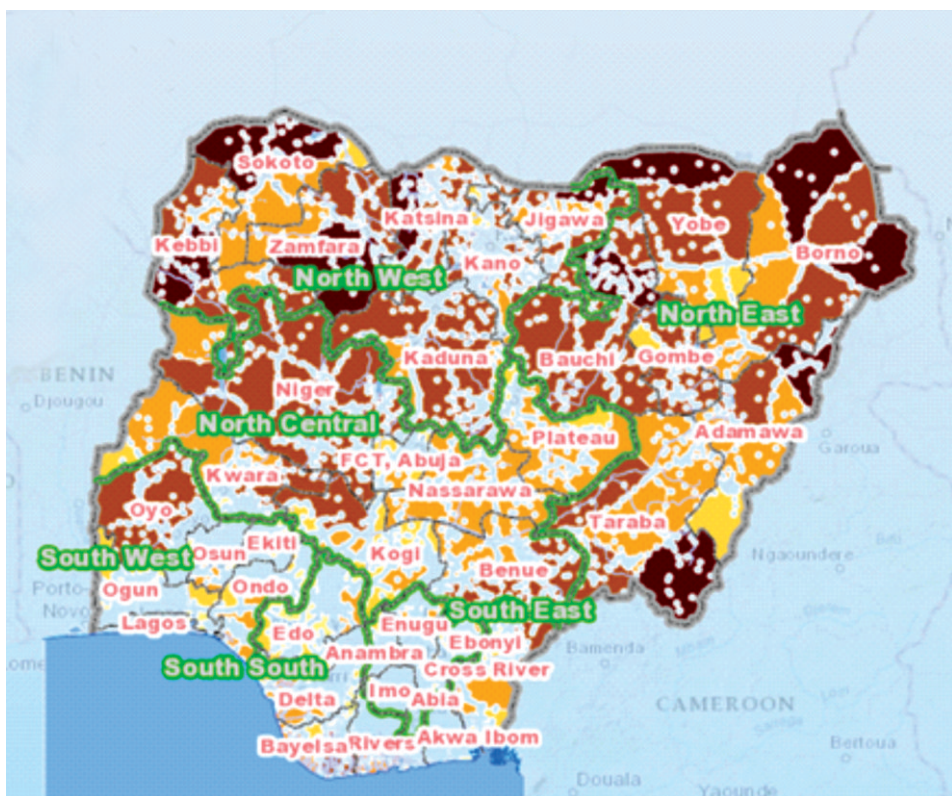 Sokoto
Katsina
Jigawa
Yobe
Kebbi
Zamfara
Kano
Borno
North West
North East
BENIN
Djougou
Kaduna
Bauchi
Gombe
Niger
North Central
Plateau
Adamawa
Garoua
FCT, Abuja
Kwara
Nassarawa
Oyo
Taraba
South West
Osun
Ekiti
Kogi
Benue
Ngaoundere
Porto-
Novo
Ogun
Ondo
South East
Lagos
Edo
Enugu
Ebonyi
Bamenda
Anambra
South South
Cross River
Imo
Abia
Delta
CAMEROON
Bayelsa
Rivers
Akwa Ibom
Bertoua
Douala
Yaounde